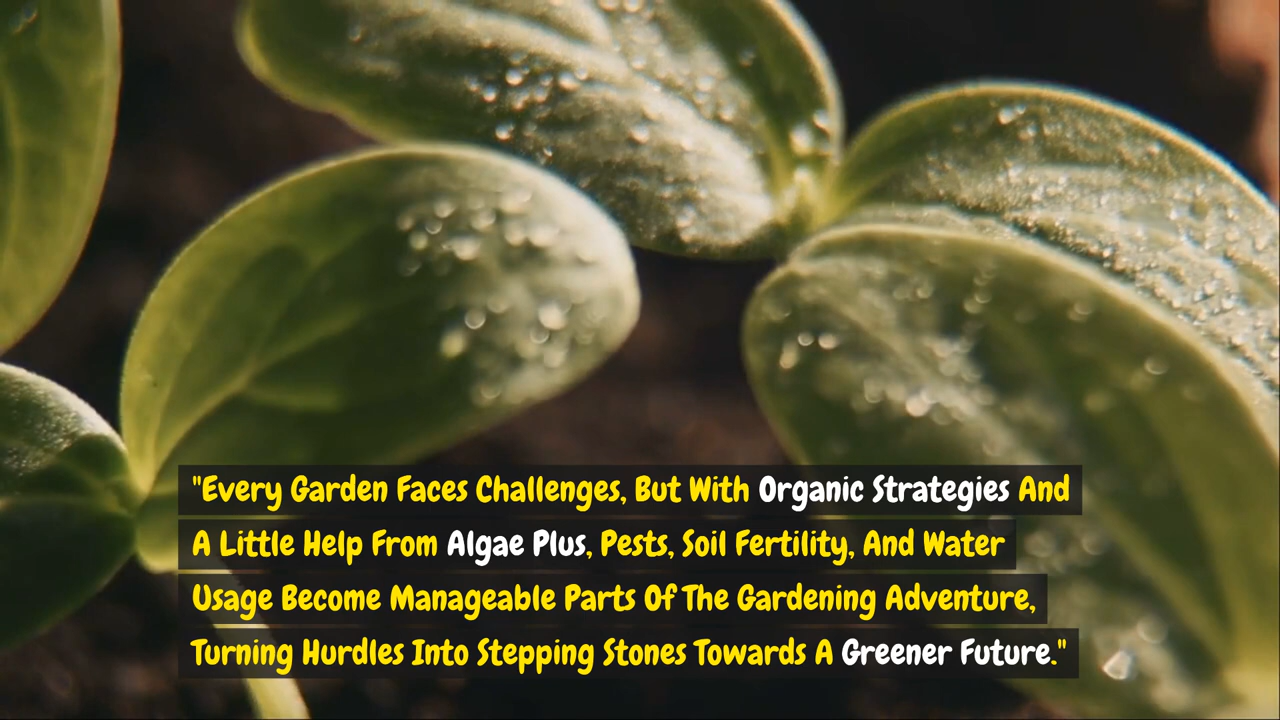 "Every Garden Faces Challenges, But With Organic Strategies And
A Little Help From Algae Plus, Pests, Soil Fertility, And Water
Usage Become Manageable Parts Of The Gardening Adventure,
Turning Hurdles Into Stepping Stones Towards A Greener Future."